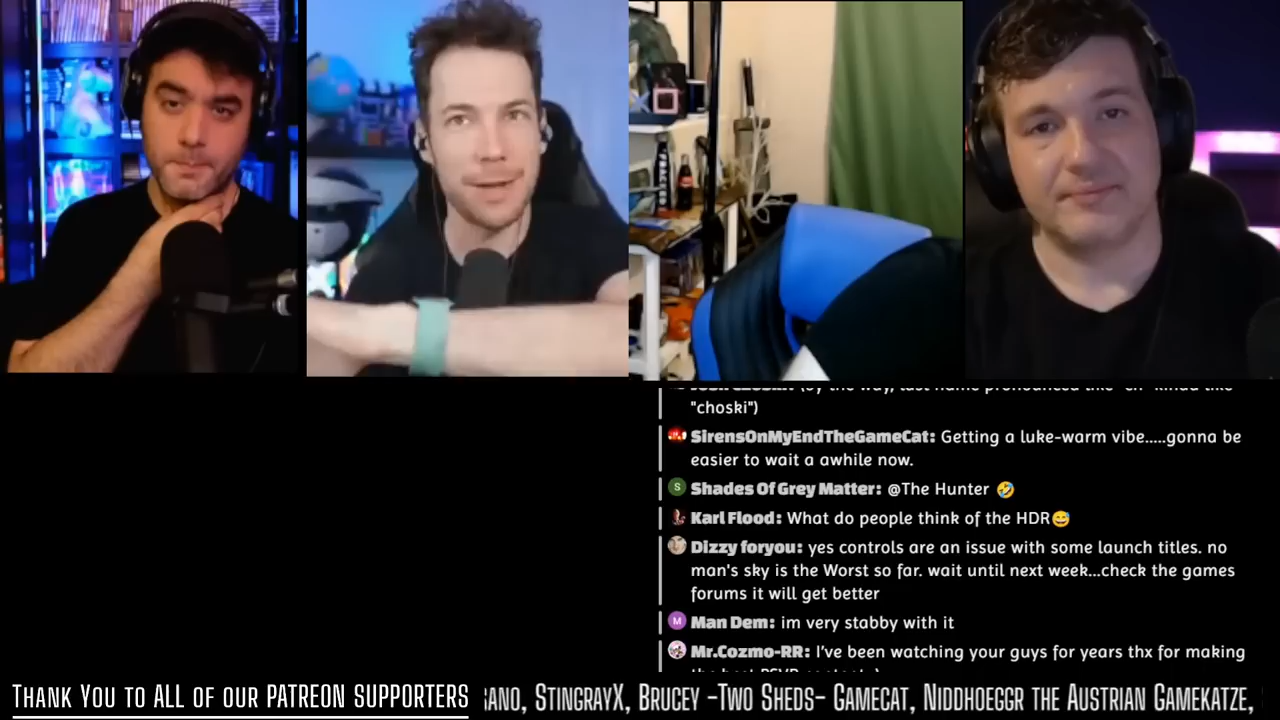 "choski")
SirensOnMyEndTheGameCat: Getting a luke-warm vibe.....gonna be
easier to wait a awhile now.
Shades Of Grey Matter: @The Hunter 🤣
Karl Flood: What do people think of the HDR😅
Dizzy foryou: yes controls are an issue with some launch titles. no
man's sky is the Worst so far. wait until next week...check the games
forums it will get better
Man Dem: im very stabby with it
Mr.Cozmo-RR: I've been watching your guys for years thx for making
THANK YOU TO ALL OF OUR PATREON SUPPORTERS
STINGRAYX, BRUCEY -TWO SHEDS- GAMECAT, NIDDHOEGGR THE AUSTRIAN GAMEKATZE,